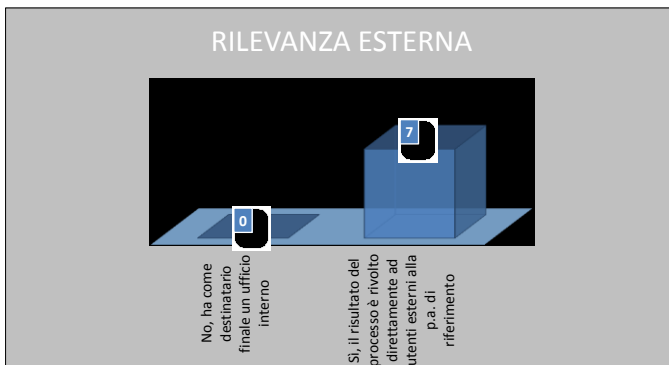 RILEVANZA ESTERNA
7
0
No, ha come
destinatario
finale un ufficio
interno
Sì, il risultato del
processo è rivolto
direttamente ad
utenti esterni alla
p.a. di
riferimento